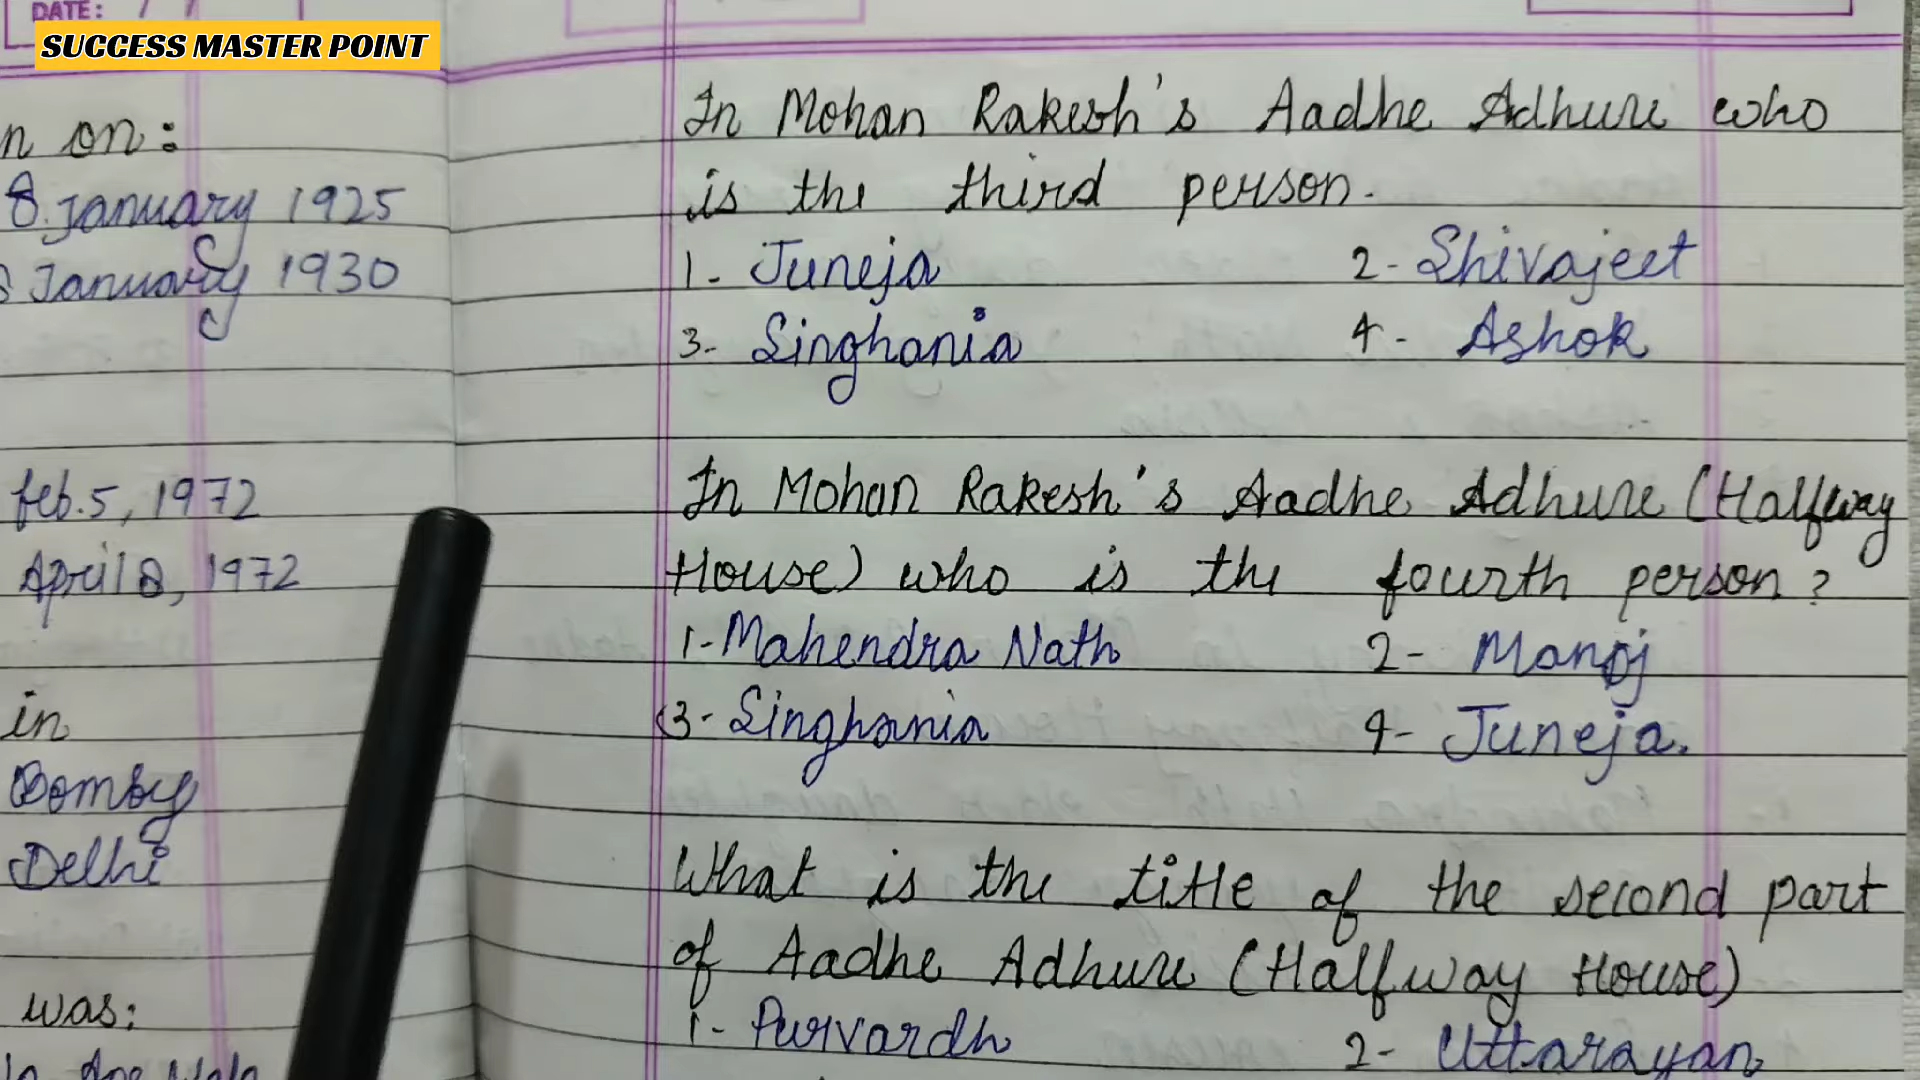 DATE: / /
SUCCESS MASTER POINT
n on:
8. January 1925
January 1930
feb. 5, 1972
April 8, 1972
in
Bomby
Delhi
was:
In Mohan Rakesh's Aadhe Adhure who
is the third person.
1- Juneja 2- Shivajeet
3- Singhania 4- Ashok
In Mohan Rakesh's Aadhe Adhure (Halfway
House) who is the fourth person?
1- Mahendra Nath 2- Manoj
3- Singhania 4- Juneja.
What is the title of the second part
of Aadhe Adhure (Halfway House)
1- Purvardh 2- Uttarayan